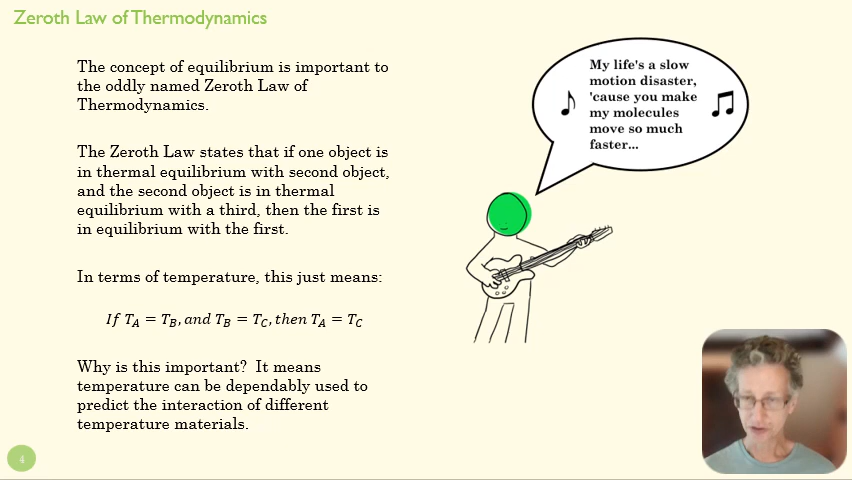 Zeroth Law of Thermodynamics
The concept of equilibrium is important to
the oddly named Zeroth Law of
Thermodynamics.
The Zeroth Law states that if one object is
in thermal equilibrium with second object,
and the second object is in thermal
equilibrium with a third, then the first is
in equilibrium with the first.
In terms of temperature, this just means:
If T_A = T_B, and T_B = T_C, then T_A = T_C
Why is this important?  It means
temperature can be dependably used to
predict the interaction of different
temperature materials.
My life's a slow
motion disaster,
'cause you make
my molecules
move so much
faster...
4